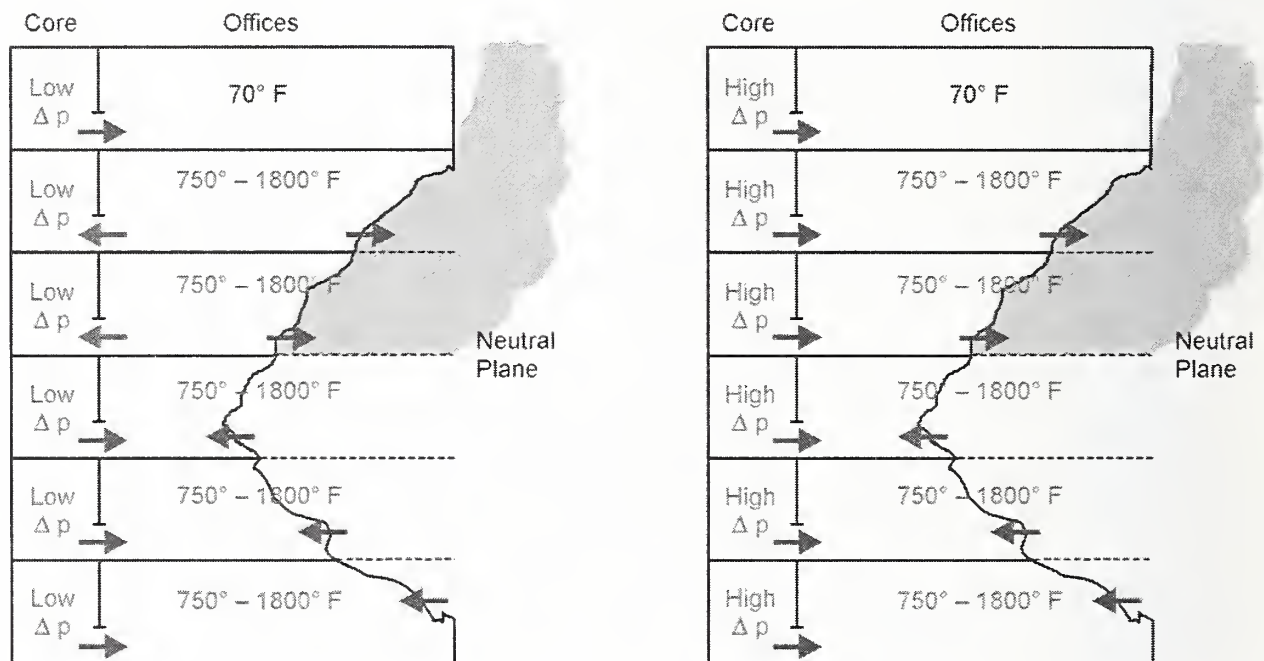 Core Offices
Low
Δ p
70° F
Low
Δ p
750° – 1800° F
Low
Δ p
750° – 1800° F
Neutral
Plane
Low
Δ p
750° – 1800° F
Low
Δ p
750° – 1800° F
Low
Δ p
750° – 1800° F
Core Offices
High
Δ p
70° F
High
Δ p
750° – 1800° F
High
Δ p
750° – 1800° F
Neutral
Plane
High
Δ p
750° – 1800° F
High
Δ p
750° – 1800° F
High
Δ p
750° – 1800° F